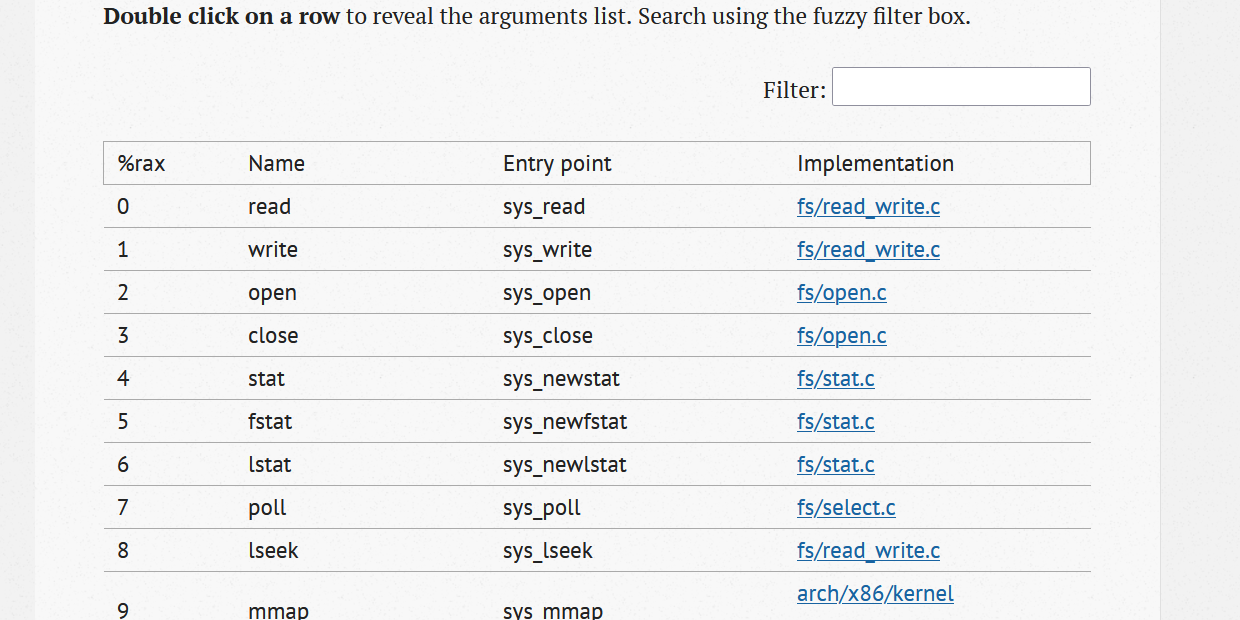 Double click on a row to reveal the arguments list. Search using the fuzzy filter box.
Filter:
%rax Name Entry point Implementation
0 read sys_read fs/read_write.c
1 write sys_write fs/read_write.c
2 open sys_open fs/open.c
3 close sys_close fs/open.c
4 stat sys_newstat fs/stat.c
5 fstat sys_newfstat fs/stat.c
6 lstat sys_newlstat fs/stat.c
7 poll sys_poll fs/select.c
8 lseek sys_lseek fs/read_write.c
arch/x86/kernel
9 mmap sys_mmap